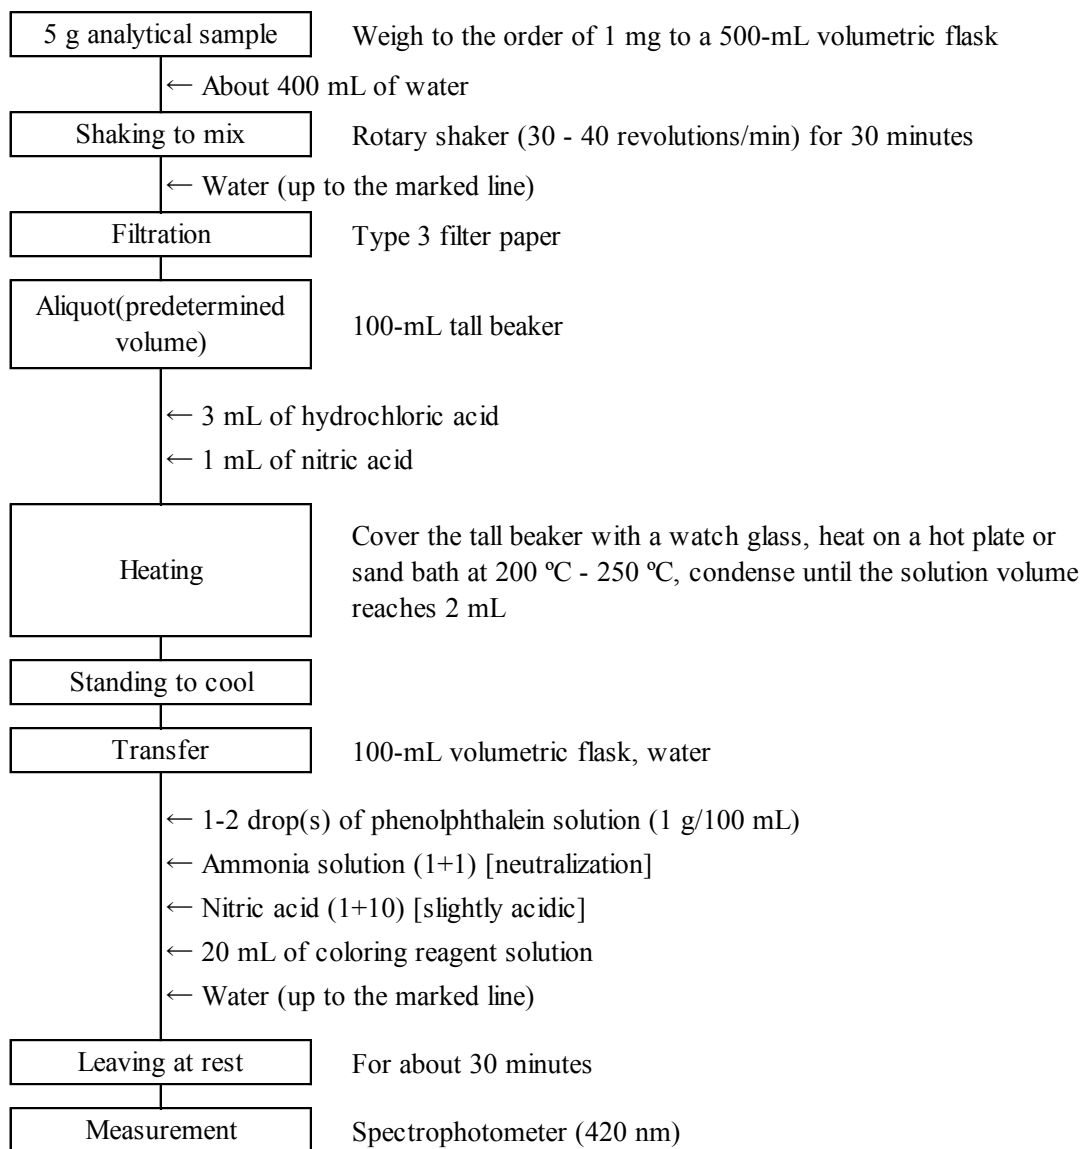 5 g analytical sample
Weigh to the order of 1 mg to a 500-mL volumetric flask
← About 400 mL of water
Shaking to mix
Rotary shaker (30 - 40 revolutions/min) for 30 minutes
← Water (up to the marked line)
Filtration
Type 3 filter paper
Aliquot(predetermined
volume)
100-mL tall beaker
← 3 mL of hydrochloric acid
← 1 mL of nitric acid
Heating
Cover the tall beaker with a watch glass, heat on a hot plate or
sand bath at 200 ºC - 250 ºC, condense until the solution volume
reaches 2 mL
Standing to cool
Transfer
100-mL volumetric flask, water
← 1-2 drop(s) of phenolphthalein solution (1 g/100 mL)
← Ammonia solution (1+1) [neutralization]
← Nitric acid (1+10) [slightly acidic]
← 20 mL of coloring reagent solution
← Water (up to the marked line)
Leaving at rest
For about 30 minutes
Measurement
Spectrophotometer (420 nm)